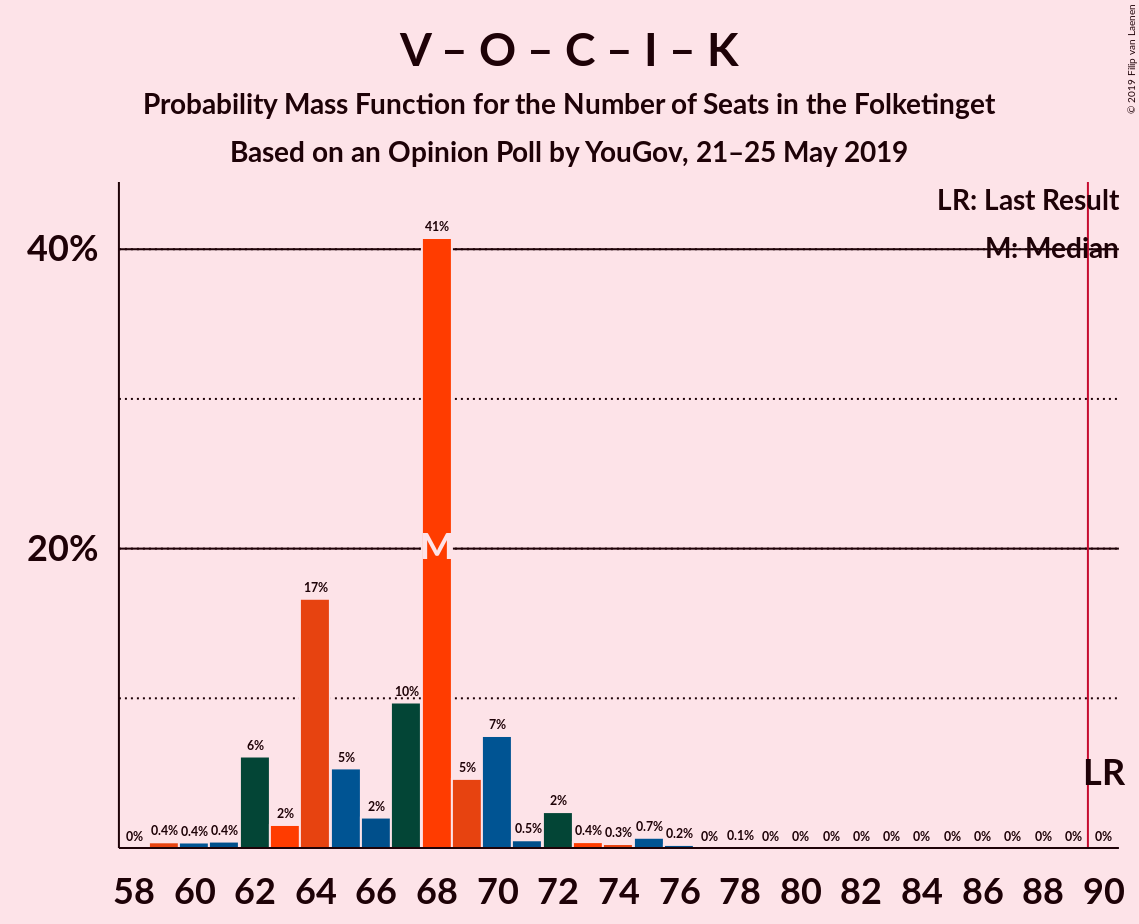 V – O – C – I – K
Probability Mass Function for the Number of Seats in the Folketinget
Based on an Opinion Poll by YouGov, 21–25 May 2019
© 2019 Filip van Laenen
LR: Last Result
M: Median
40%
20%
0% 0.4% 0.4% 0.4% 6% 2% 17% 5% 2% 10% 41% 5% 7% 0.5% 2% 0.4% 0.3% 0.7% 0.2% 0% 0.1% 0% 0% 0% 0% 0% 0% 0% 0% 0% 0% 0% 0%
M
LR
58 60 62 64 66 68 70 72 74 76 78 80 82 84 86 88 90